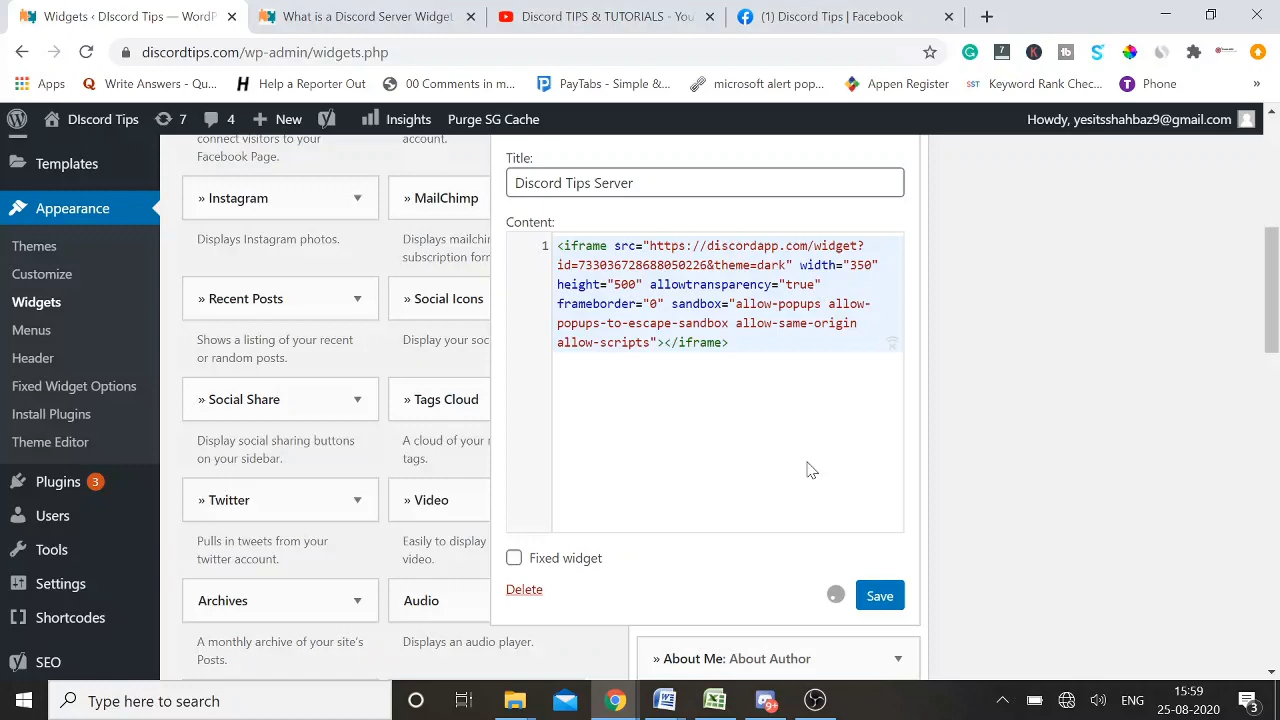 Discord Tips — WordP
What is a Discord Server Widget
Discord TIPS & TUTORIALS - You
(1) Discord Tips | Facebook
discordtips.com/wp-admin/widgets.php
Apps
Write Answers - Qu...
Help a Reporter Out
00 Comments in m...
PayTabs - Simple &...
microsoft alert pop...
Appen Register
SST
Keyword Rank Chec...
Phone
»
DIscord Tips
7
4
New
Insights
Purge SG Cache
Howdy, yesitsshahbaz9@gmail.com
Templates
Appearance
Themes
Customize
Widgets
Menus
Header
Fixed Widget Options
Install Plugins
Theme Editor
Plugins 3
Users
Tools
Settings
Shortcodes
SEO
connect visitors to your
Facebook Page.
account.
» Instagram
» MailChimp
Displays Instagram photos.
Displays mailchim
subscription form
» Recent Posts
» Social Icons
Shows a listing of your recent
or random posts.
Display your soc
» Social Share
» Tags Cloud
Display social sharing buttons
on your sidebar.
A cloud of your
tags.
» Twitter
» Video
Pulls in tweets from your
twitter account.
Easily to display
video.
Archives
Audio
A monthly archive of your site's
Posts.
Displays an audio player.
Title:
Discord Tips Server
Content:
1
<iframe src="https://discordapp.com/widget?
id=733036728688050226&theme=dark" width="350"
height="500" allowtransparency="true"
frameborder="0" sandbox="allow-popups allow-
popups-to-escape-sandbox allow-same-origin
allow-scripts"></iframe>
Fixed widget
Delete
Save
» About Me: About Author
Type here to search
ENG
15:59
25-08-2020
3